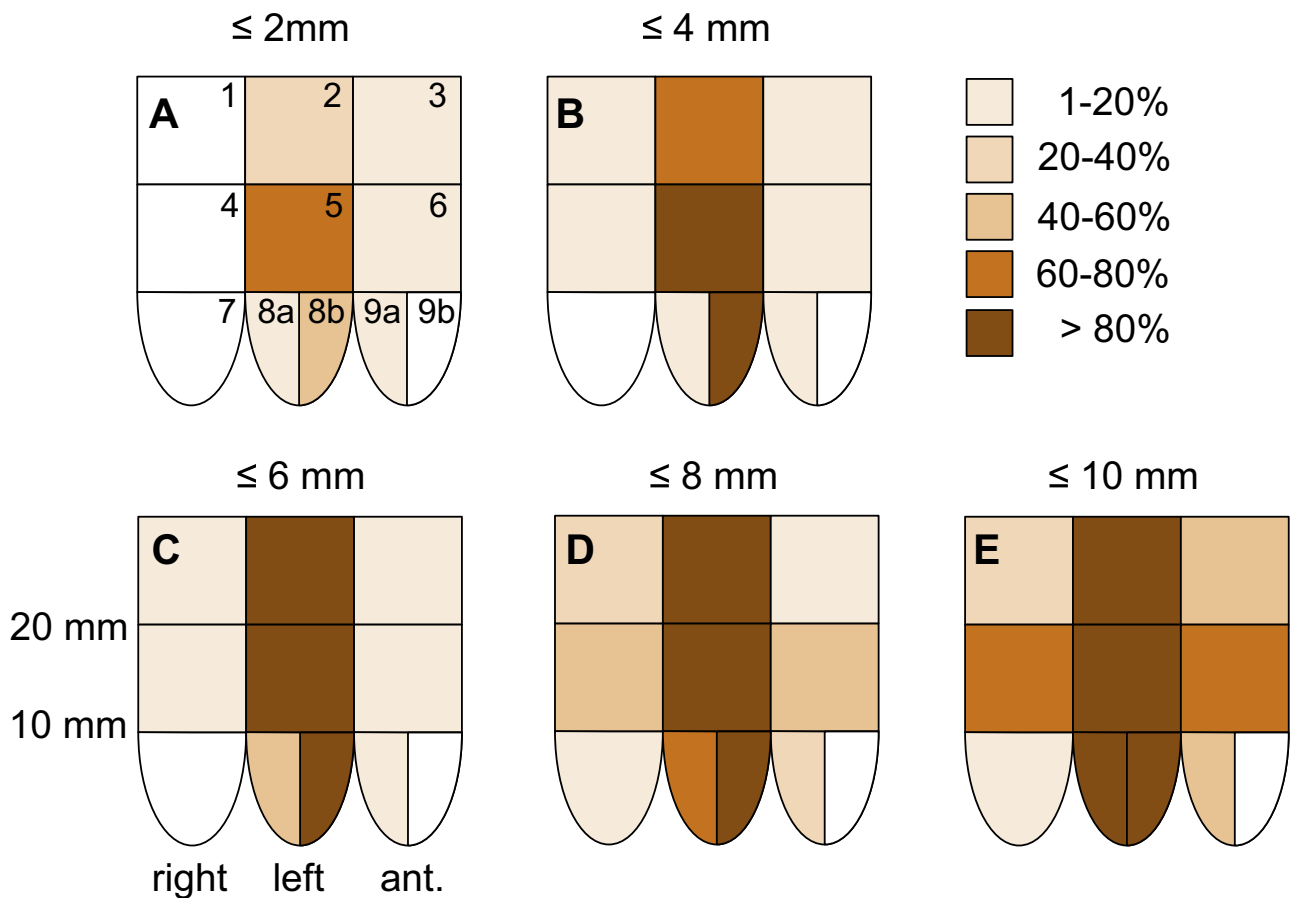 ≤ 2mm
≤ 4 mm
A
1
2
3
4
5
6
7
8a
8b
9a
9b
B
1-20%
20-40%
40-60%
60-80%
> 80%
≤ 6 mm
≤ 8 mm
≤ 10 mm
C
D
E
20 mm
10 mm
right
left
ant.